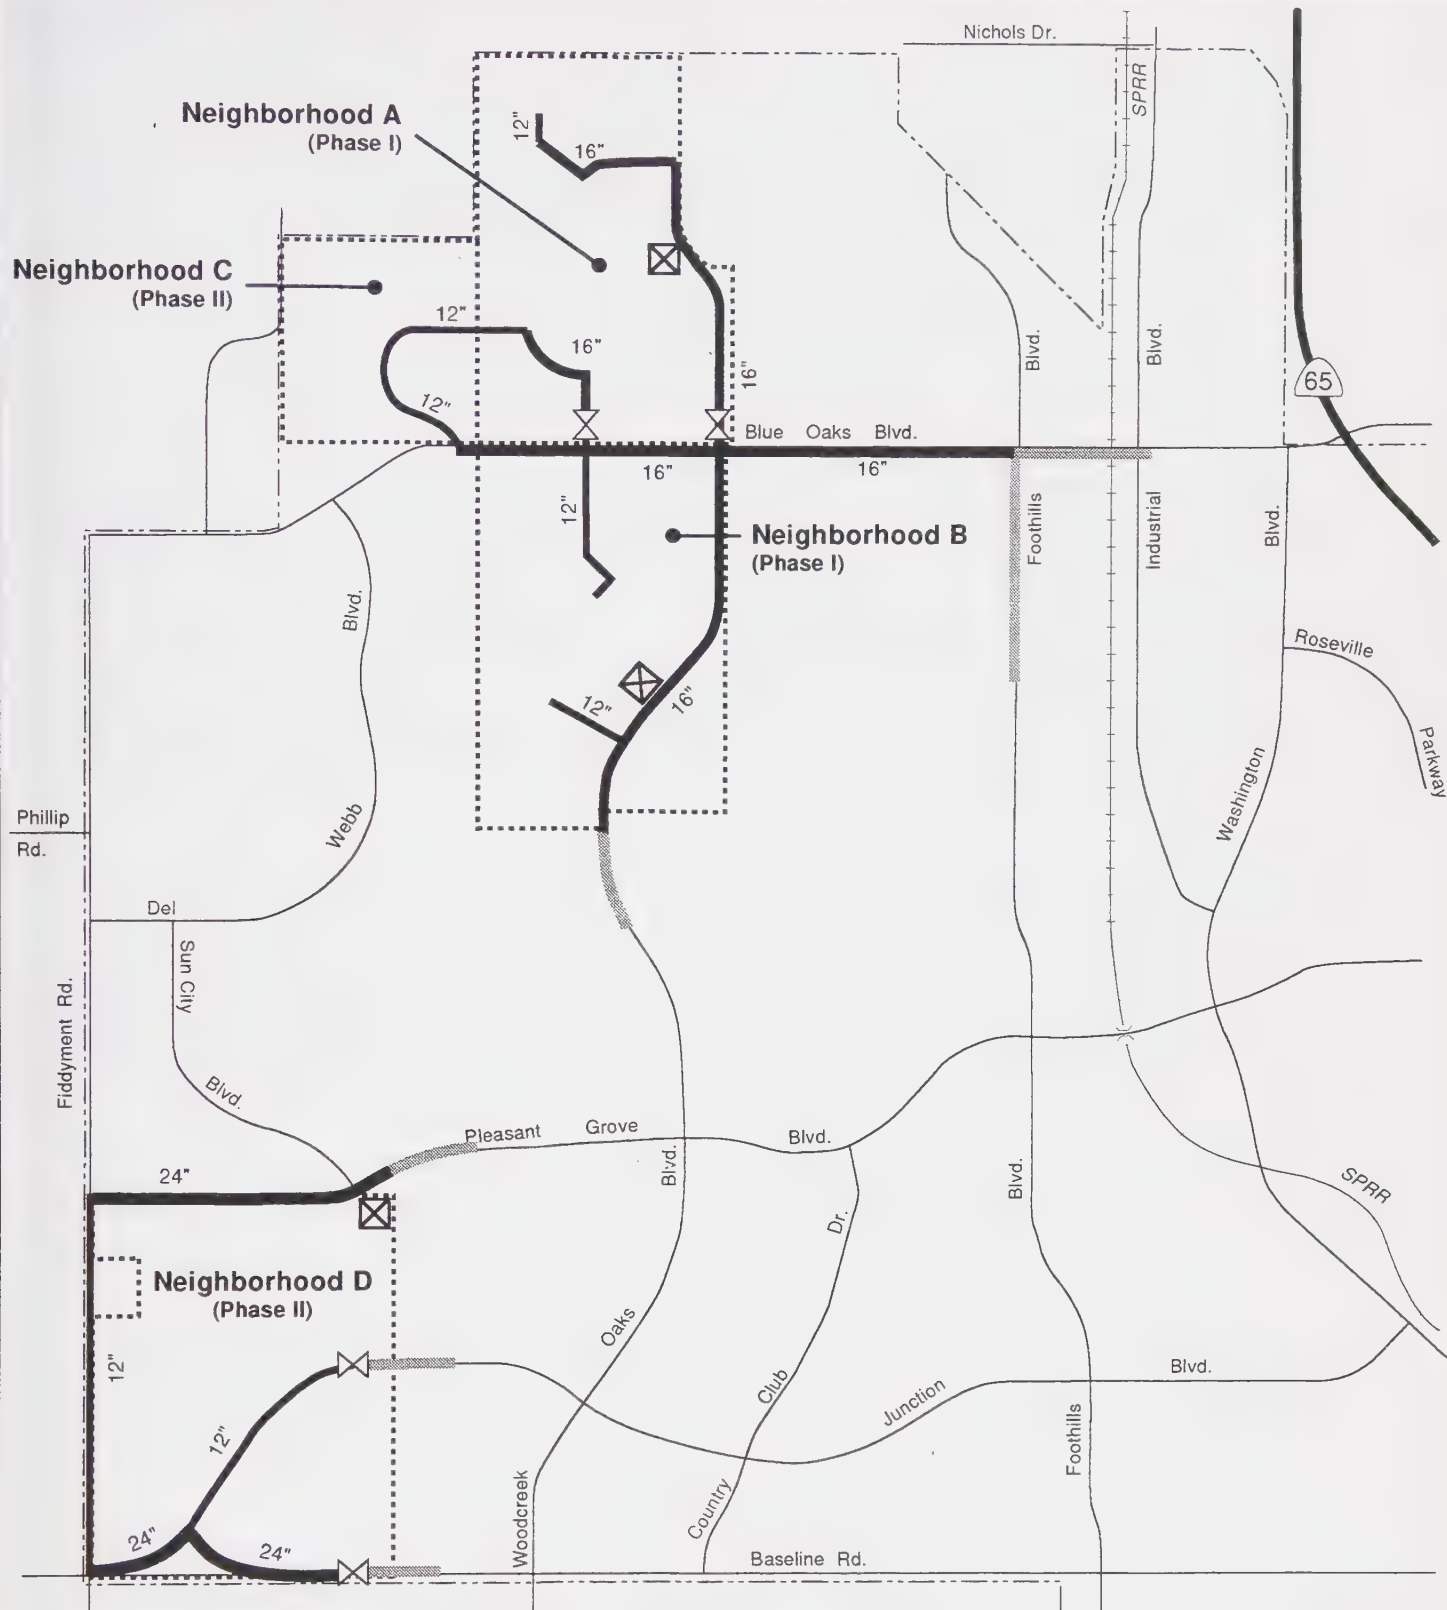 Nichols Dr.
SPRR
Neighborhood A
(Phase I)
12"
16"
Neighborhood C
(Phase II)
12"
16"
12"
16"
Blvd.
Blvd.
65
Blue Oaks Blvd.
16"
16"
12"
Neighborhood B
(Phase I)
Foothills
Industrial
Blvd.
Blvd.
Roseville
Parkway
12"
16"
Washington
Webb
Phillip
Rd.
Del
Sun City
Blvd.
Fiddyment Rd.
Pleasant Grove Blvd.
Blvd.
Blvd.
SPRR
24"
Neighborhood D
(Phase II)
12"
12"
24"
24"
Oaks
Woodcreek
Dr.
Club
Country
Junction
Blvd.
Foothills
Baseline Rd.